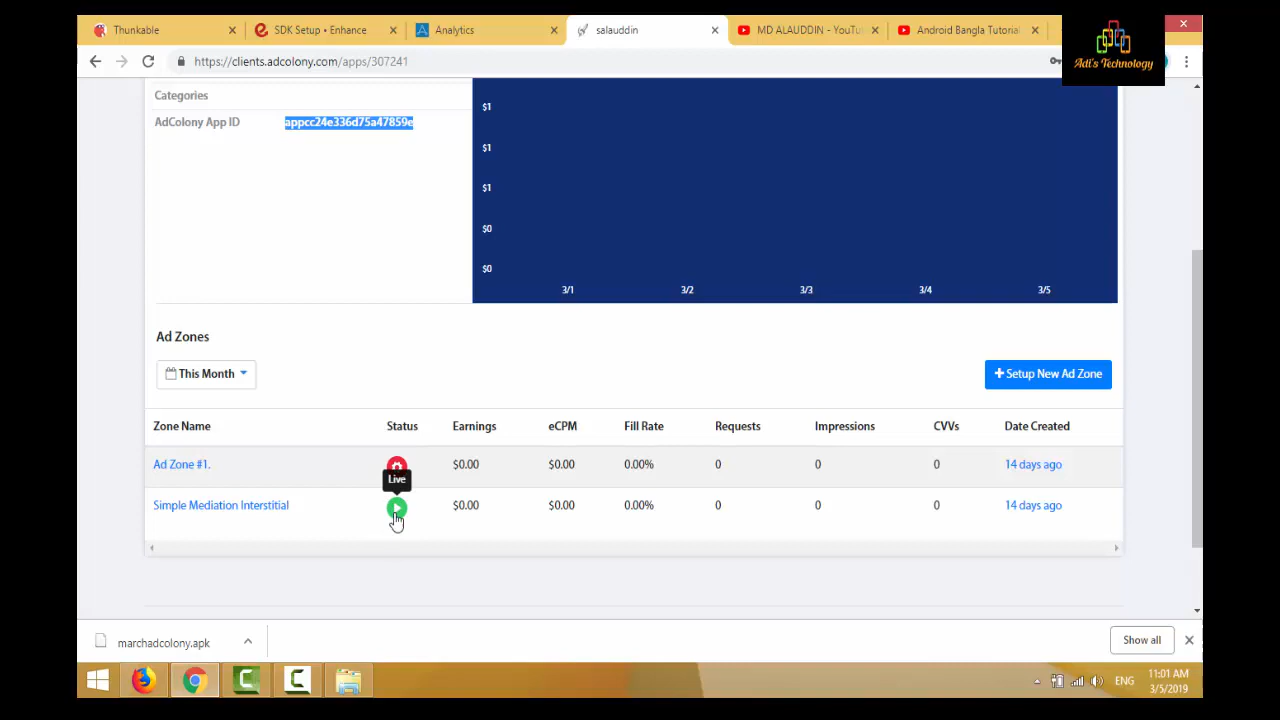 Thunkable
SDK Setup • Enhance
Analytics
salauddin
MD ALAUDDIN - YouTu
Android Bangla Tutorial
https://clients.adcolony.com/apps/307241
Adi's Technology
Categories
AdColony App ID
appcc24e336d75a47859e
$1
$1
$1
$0
$0
3/1
3/2
3/3
3/4
3/5
Ad Zones
This Month
+ Setup New Ad Zone
Zone Name Status Earnings eCPM Fill Rate Requests Impressions CVVs Date Created
Ad Zone #1. $0.00 $0.00 0.00% 0 0 0 14 days ago
Live
Simple Mediation Interstitial $0.00 $0.00 0.00% 0 0 0 14 days ago
marchadcolony.apk
Show all
ENG
11:01 AM
3/5/2019